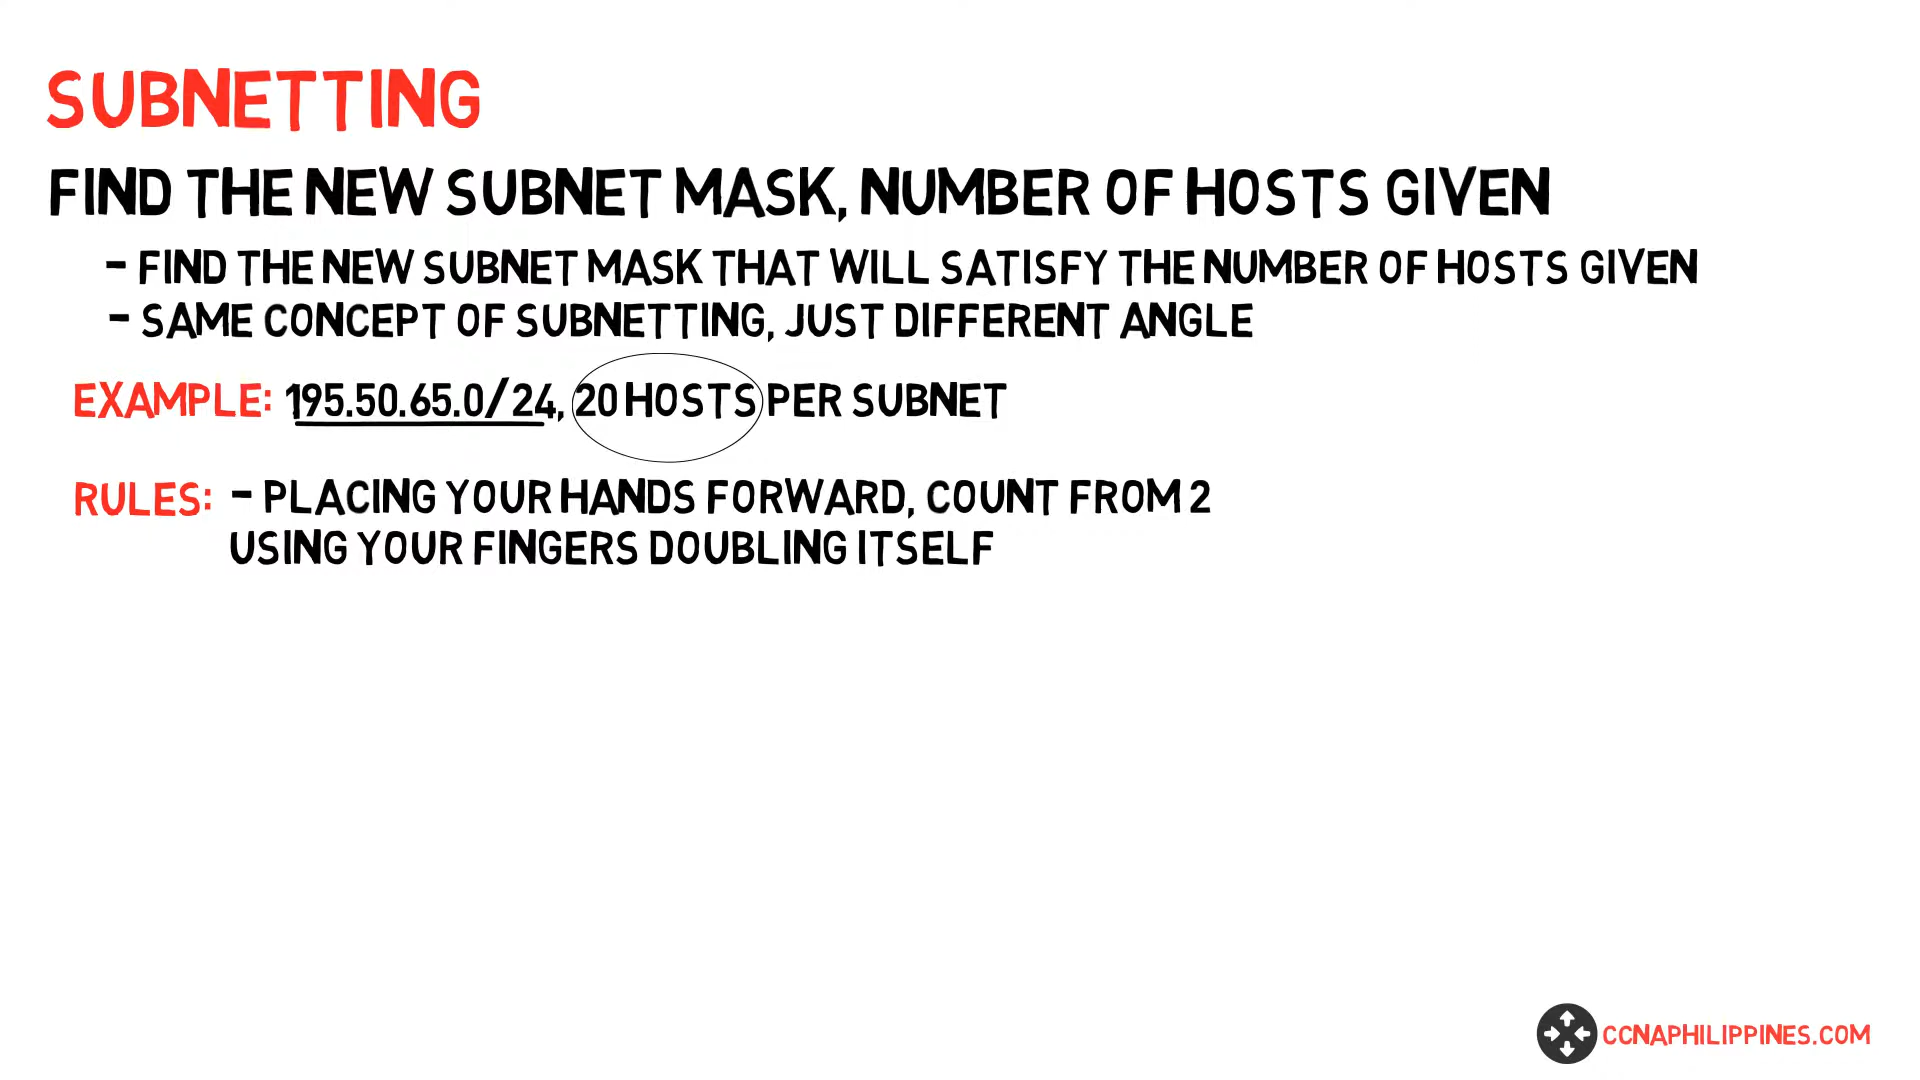 SUBNETTING
FIND THE NEW SUBNET MASK, NUMBER OF HOSTS GIVEN
- FIND THE NEW SUBNET MASK THAT WILL SATISFY THE NUMBER OF HOSTS GIVEN
- SAME CONCEPT OF SUBNETTING, JUST DIFFERENT ANGLE
EXAMPLE: 195.50.65.0/24, 20 HOSTS PER SUBNET
RULES: - PLACING YOUR HANDS FORWARD, COUNT FROM 2
USING YOUR FINGERS DOUBLING ITSELF
CCNAPHILIPPINES.COM